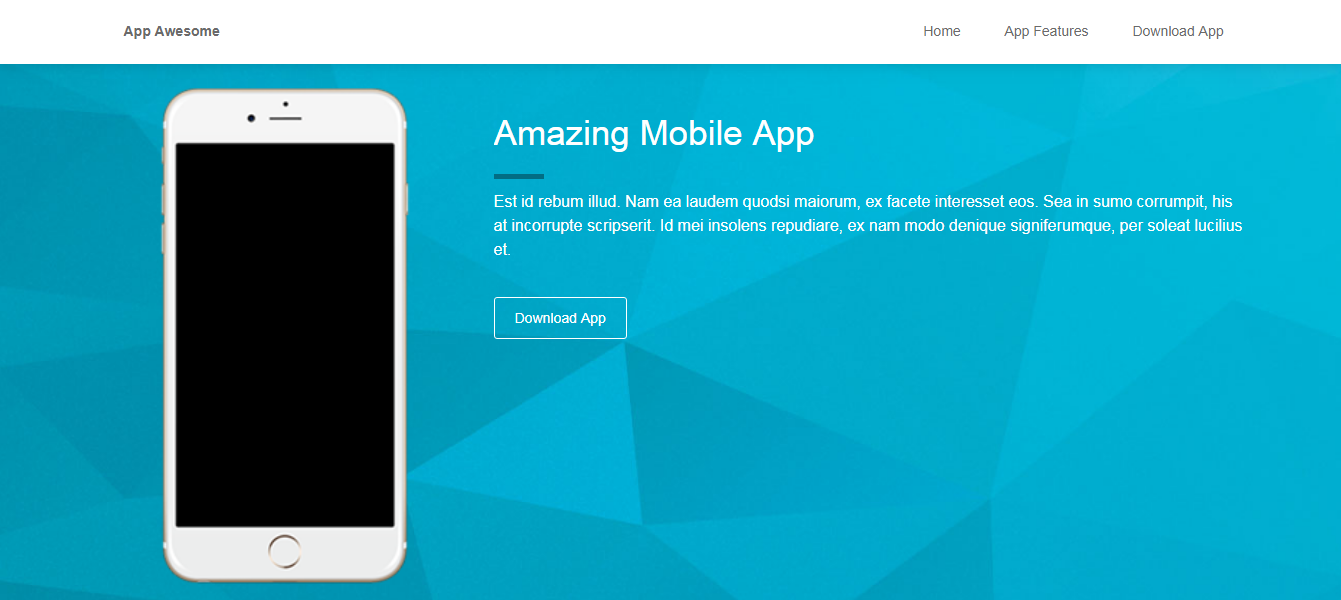 App Awesome
Home App Features Download App
Amazing Mobile App
Est id rebum illud. Nam ea laudem quodsi maiorum, ex facete interesset eos. Sea in sumo corrumpit, his
at incorrupte scripserit. Id mei insolens repudiare, ex nam modo denique signiferumque, per soleat lucilius
et.
Download App